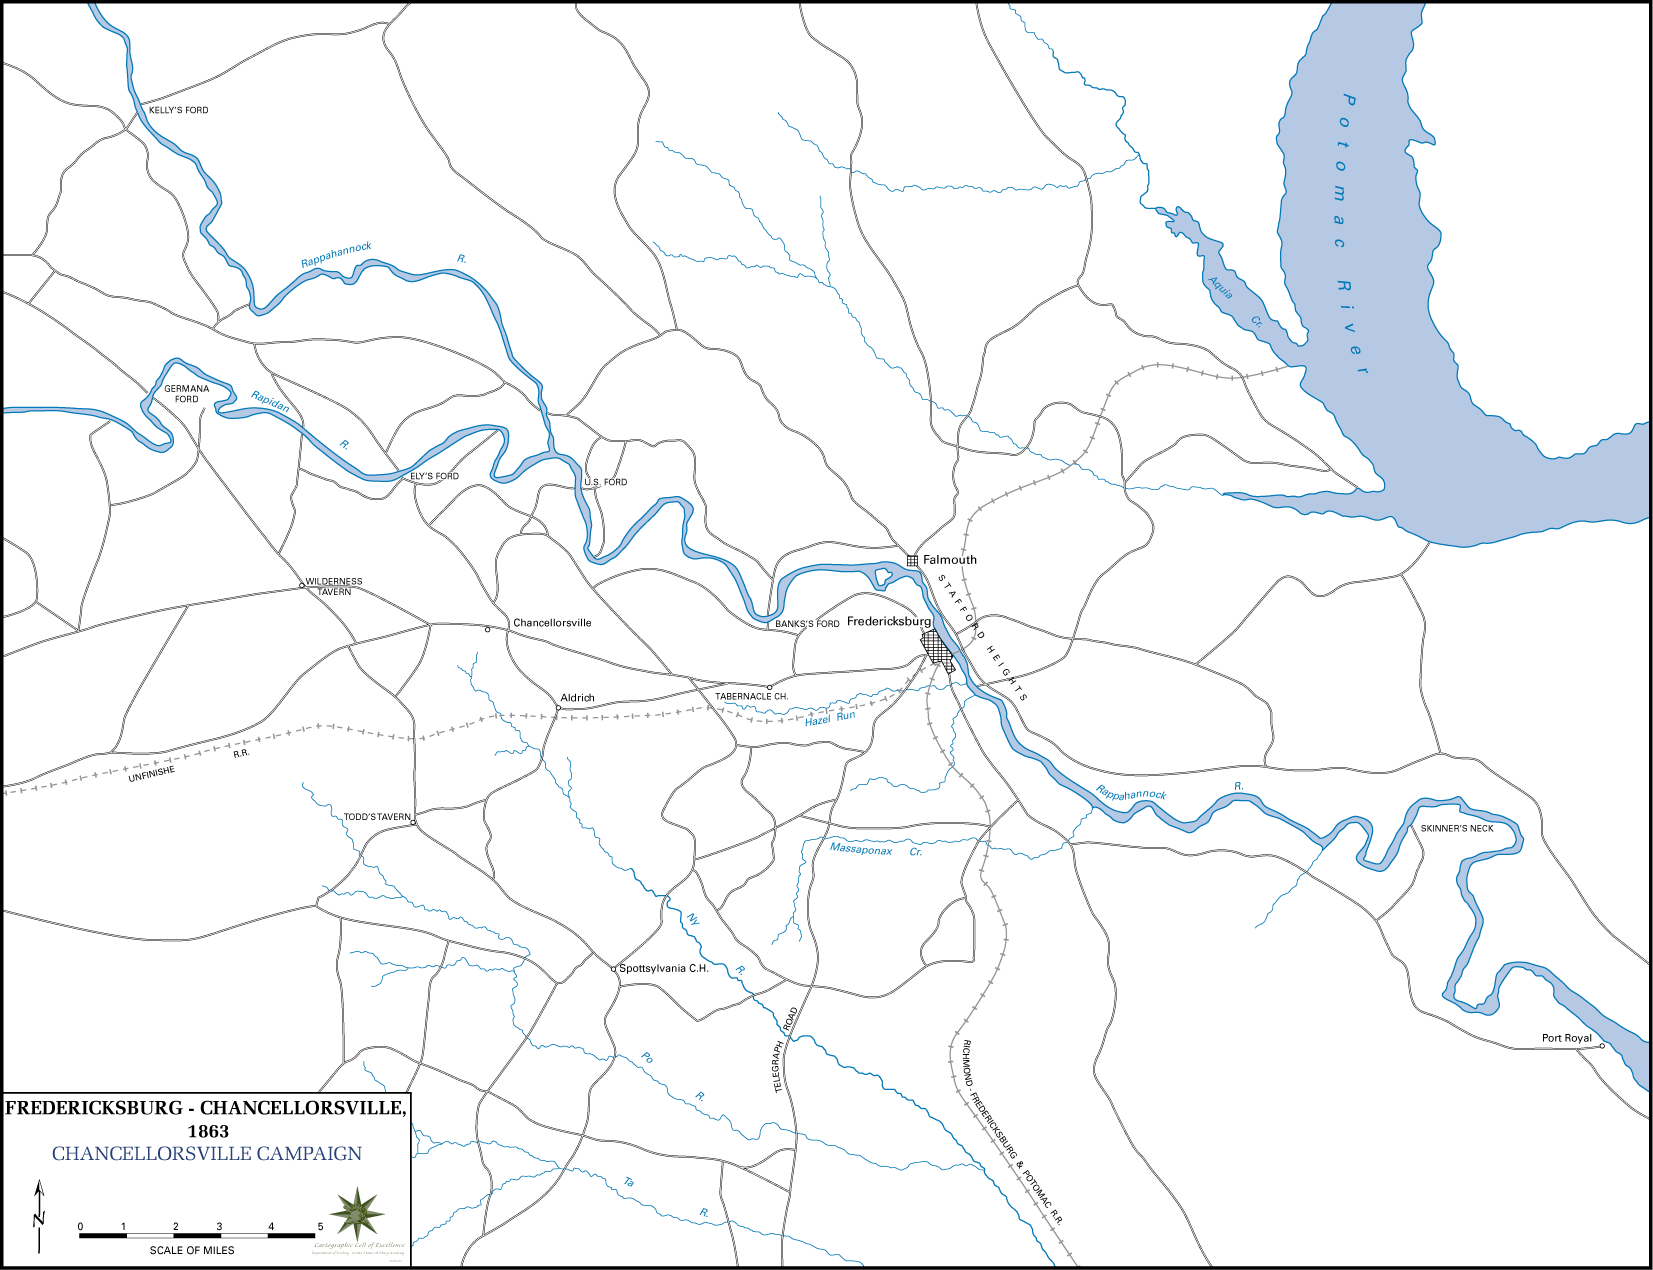 KELLY'S FORD
Potomac River
Rappahannock R.
Aquia Cr.
GERMANA
FORD
Rapidan R.
ELY'S FORD
U.S. FORD
Falmouth
STAFFORD HEIGHTS
WILDERNESS
TAVERN
Chancellorsville
BANKS'S FORD
Fredericksburg
TABERNACLE CH.
Aldrich
Hazel Run
UNFINISHE R.R.
Rappahannock R.
TODD'S TAVERN
SKINNER'S NECK
Massaponax Cr.
Ny R.
Spottsylvania C.H.
TELEGRAPH ROAD
Port Royal
Po R.
RICHMOND - FREDERICKSBURG & POTOMAC R.R.
Ta R.
FREDERICKSBURG - CHANCELLORSVILLE,
1863
CHANCELLORSVILLE CAMPAIGN
N
0 1 2 3 4 5
SCALE OF MILES
Cartographic Cell of Excellence